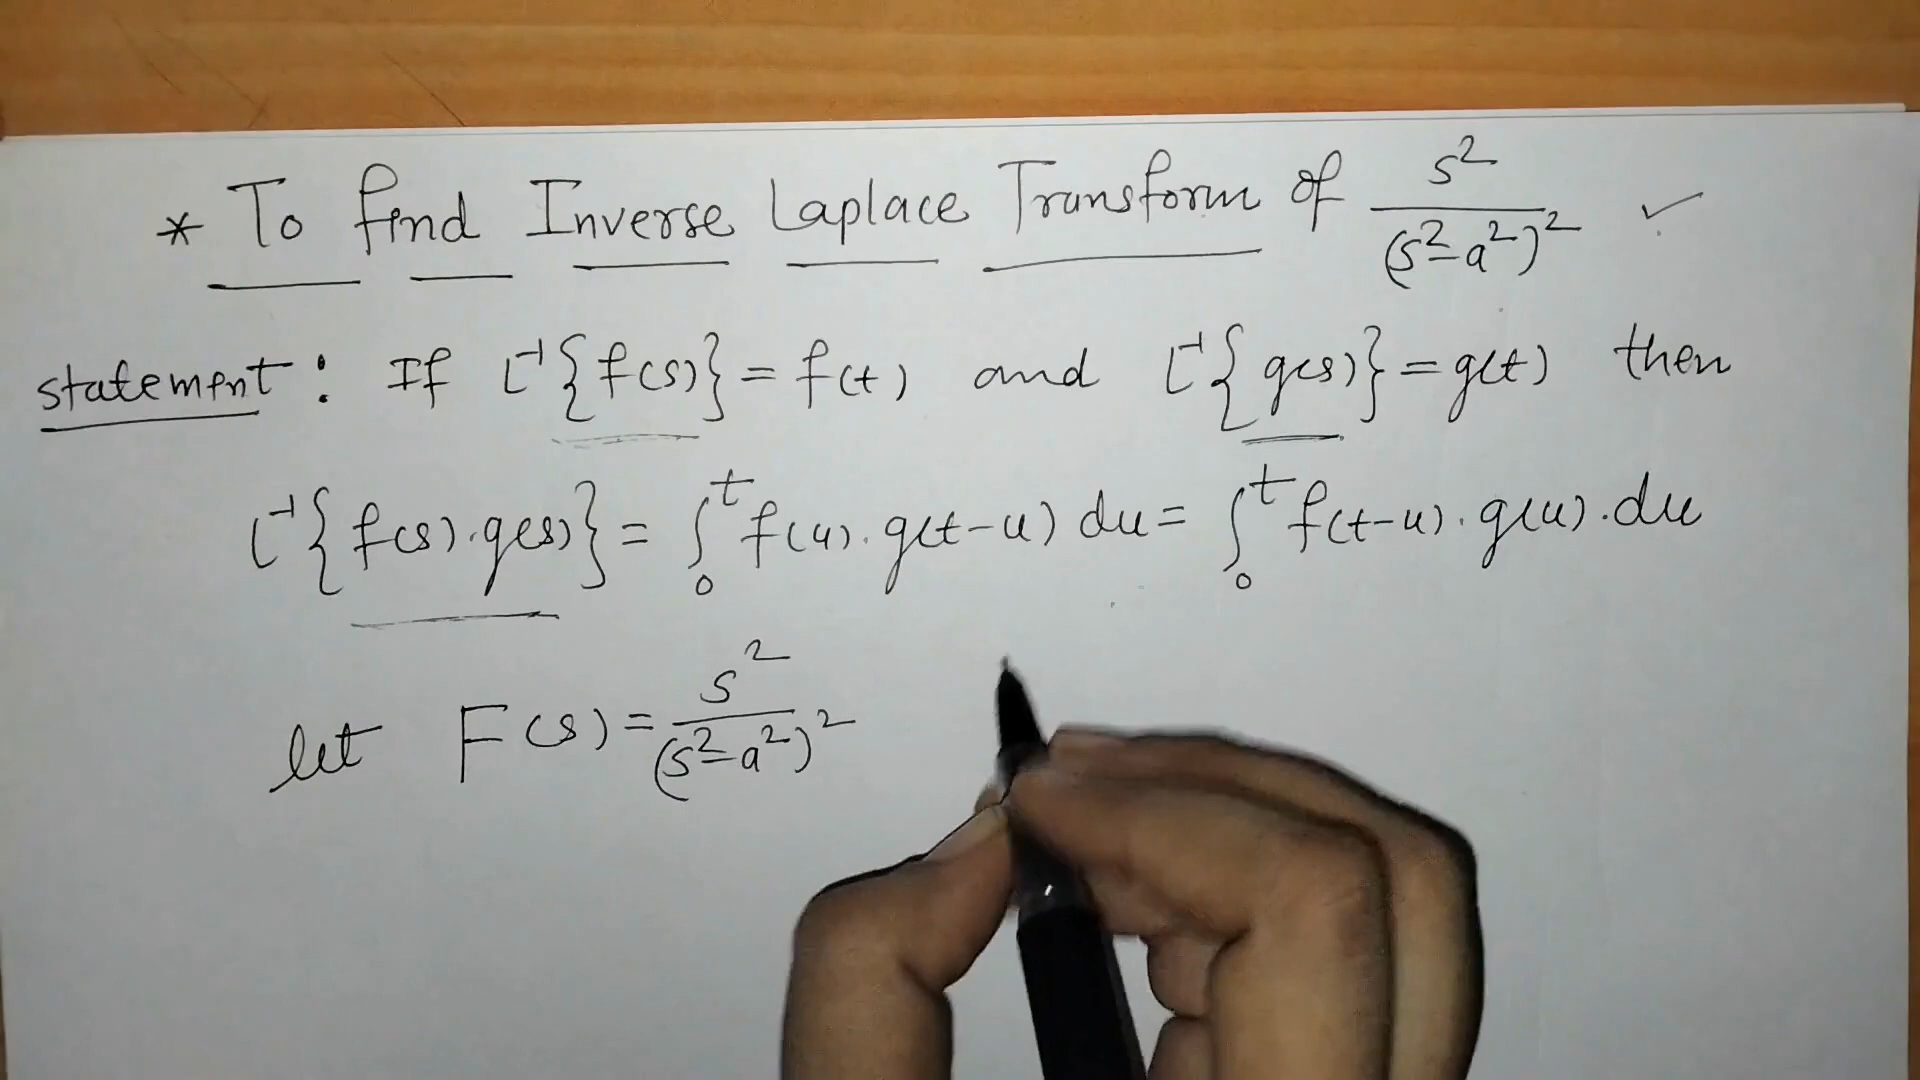 * To find Inverse Laplace Transform of s²/(s²-a²)² ✓
statement: If L⁻¹{f(s)} = f(t) and L⁻¹{g(s)} = g(t) then
L⁻¹{f(s).g(s)} = ∫₀ᵗ f(u).g(t-u) du = ∫₀ᵗ f(t-u).g(u).du
let F(s) = s²/(s²-a²)²